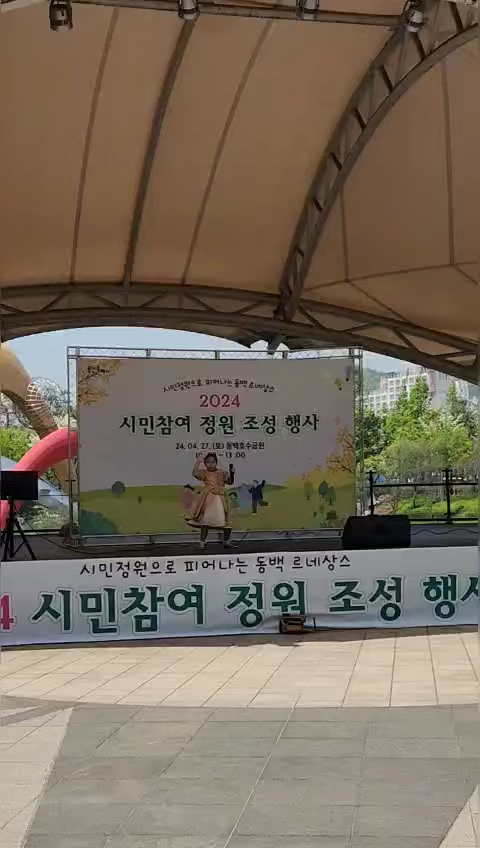 시민정원으로 피어나는 동백 르네상스
2024
시민참여 정원 조성 행사
24. 04. 27. (토) 동백호수공원
13:00
시민정원으로 피어나는 동백 르네상스
4 시민참여 정원 조성 행사